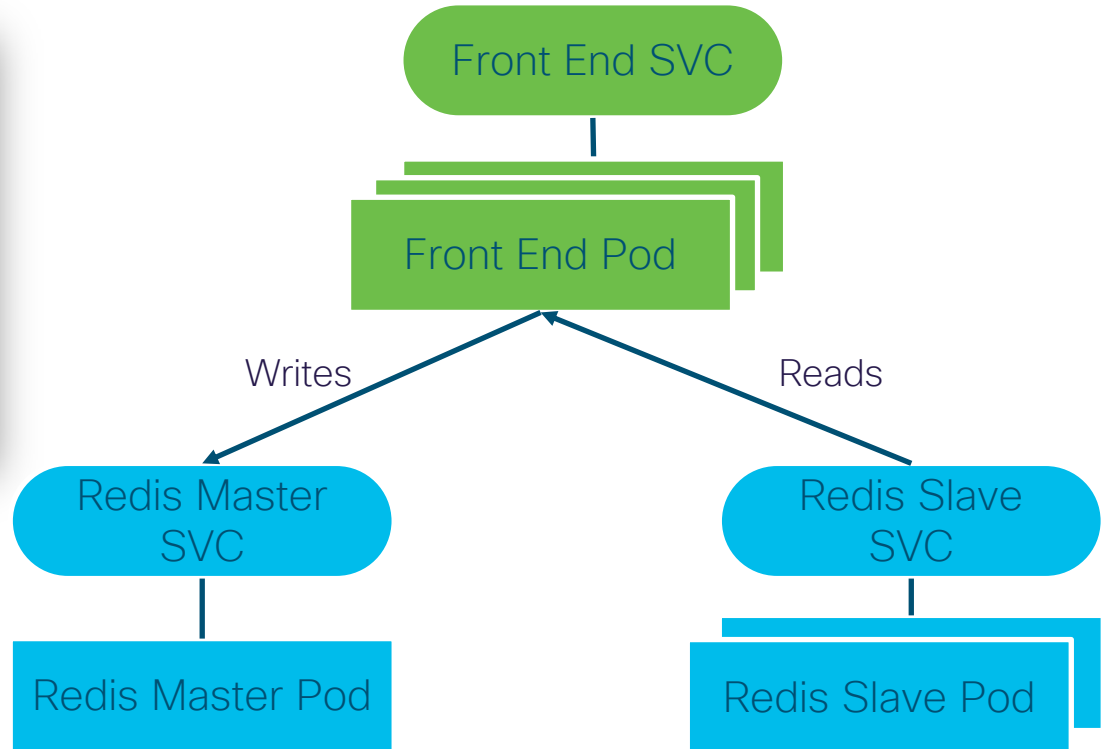 Front End SVC
Front End Pod
Writes
Reads
Redis Master
SVC
Redis Slave
SVC
Redis Master Pod
Redis Slave Pod